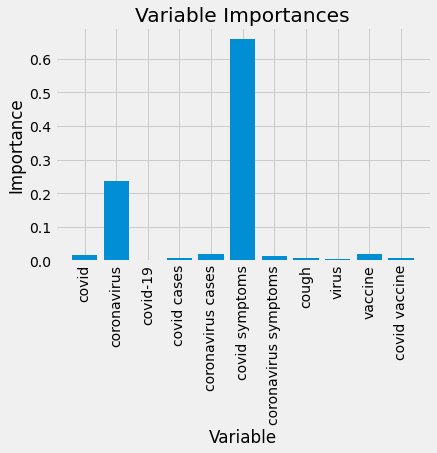 Variable Importances
Importance
0.6
0.5
0.4
0.3
0.2
0.1
0.0
covid
coronavirus
covid-19
covid cases
coronavirus cases
covid symptoms
coronavirus symptoms
cough
virus
vaccine
covid vaccine
Variable